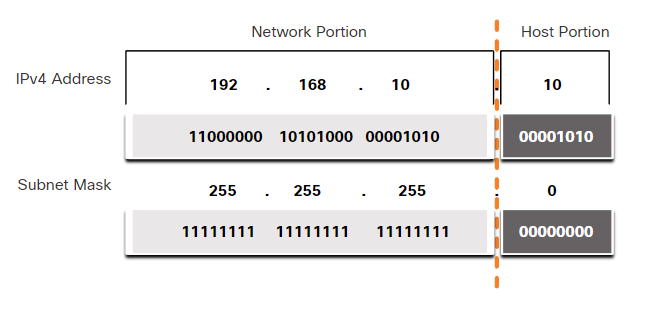 Network Portion Host Portion
IPv4 Address 192 . 168 . 10 . 10
11000000 10101000 00001010 00001010
Subnet Mask 255 . 255 . 255 . 0
11111111 11111111 11111111 00000000